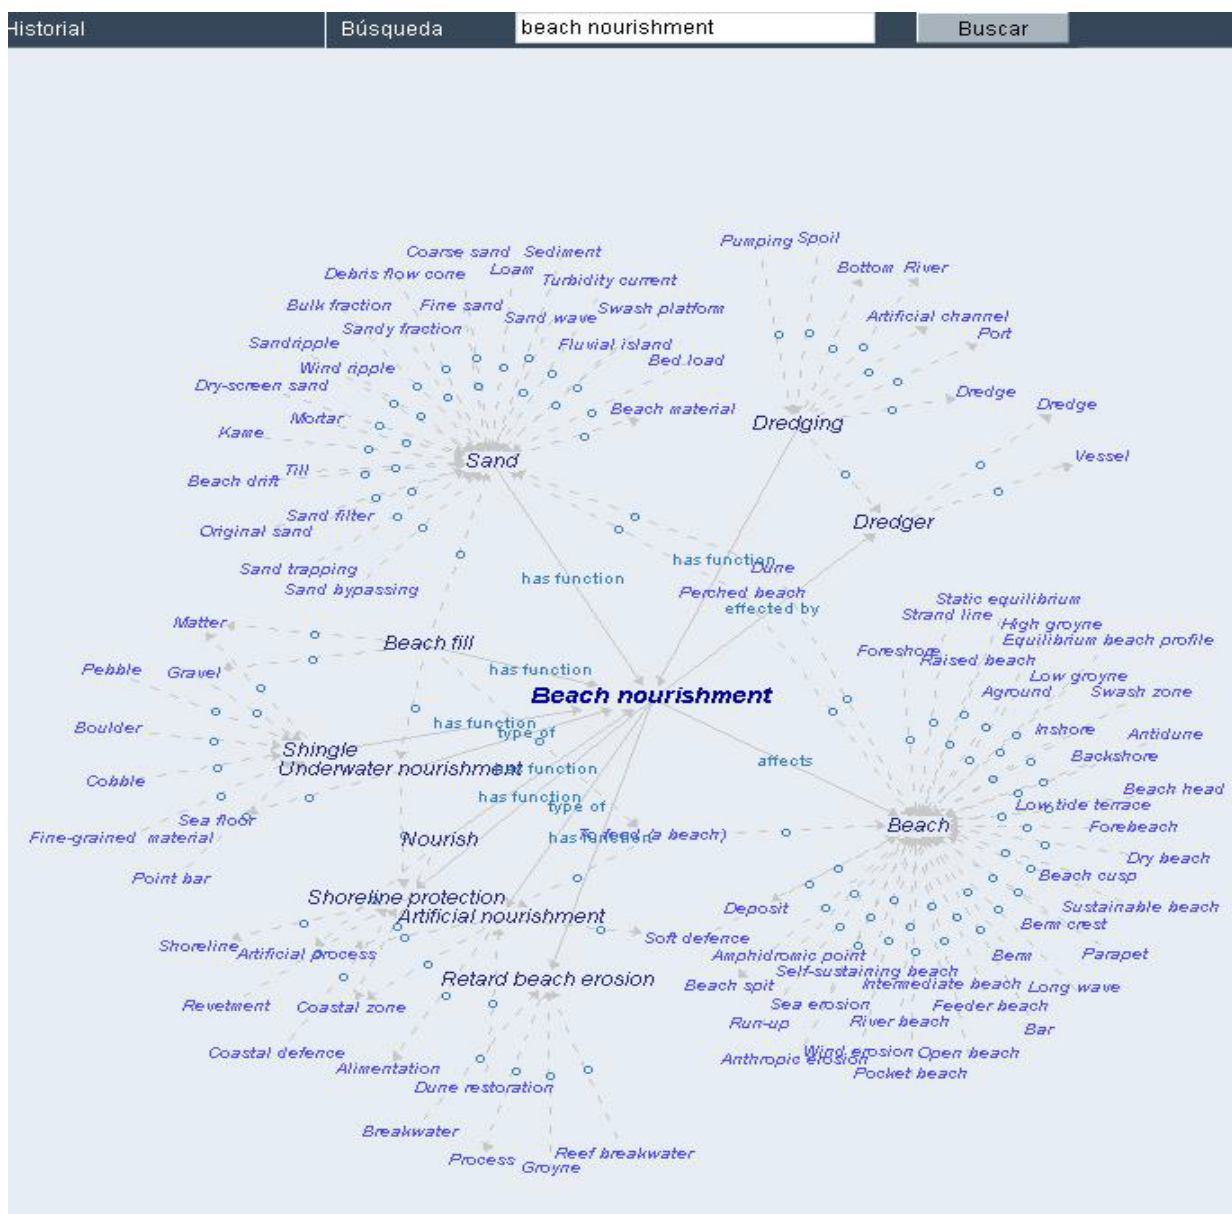 Historial Búsqueda beach nourishment Buscar
Pumping Spoil
Coarse sand Sediment
Debris flow cone Loam Turbidity current
Bottom River
Bulk fraction Fine sand Sand wave Swash platform
Artificial channel
Sandy fraction
Port
Sandripple Fluvial island
Wind ripple Bed load
Dry-screen sand
Dredge
Mortar Beach material Dredge
Kame Dredging
Sand Vessel
Till
Beach drift
Sand filter Dredger
Original sand
has function
Sand trapping Dune
has function
Sand bypassing Perched beach
effected by Static equilibrium
Strand line High groyne
Matter Equilibrium beach profile
Beach fill Foreshore Raised beach
Pebble Gravel has function Low groyne
Beach nourishment Aground Swash zone
Boulder has function Inshore Antidune
type of
Shingle Backshore
Underwater nourishment has function affects
Cobble Beach head
has function
type of Low tide terrace
Sea floor Beach Forebeach
Fine-grained material Nourish has function To feed (a beach)
Dry beach
Point bar Beach cusp
Shoreline protection
Artificial nourishment Deposit Sustainable beach
Berm crest
Shoreline Artificial process Soft defence
Amphidromic point Berm Parapet
Retard beach erosion Self-sustaining beach
Beach spit Intermediate beach Long wave
Revetment Coastal zone Sea erosion Feeder beach
Run-up River beach Bar
Coastal defence Wind erosion Open beach
Anthropic erosion
Alimentation Pocket beach
Dune restoration
Breakwater
Process Reef breakwater
Groyne